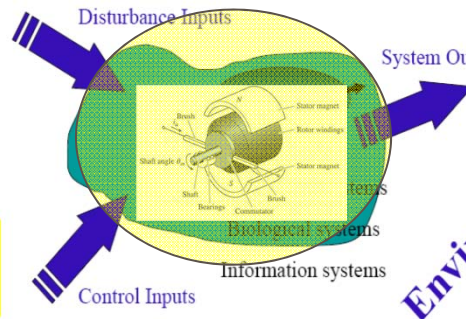 Disturbance Inputs
System Ou
N
Stator magnet
Brush
Rotor windings
Shaft angle θ
Stator magnet
S
Shaft
Brush
Bearings
Commutator
stems
Biological systems
Information systems
Envi
Control Inputs